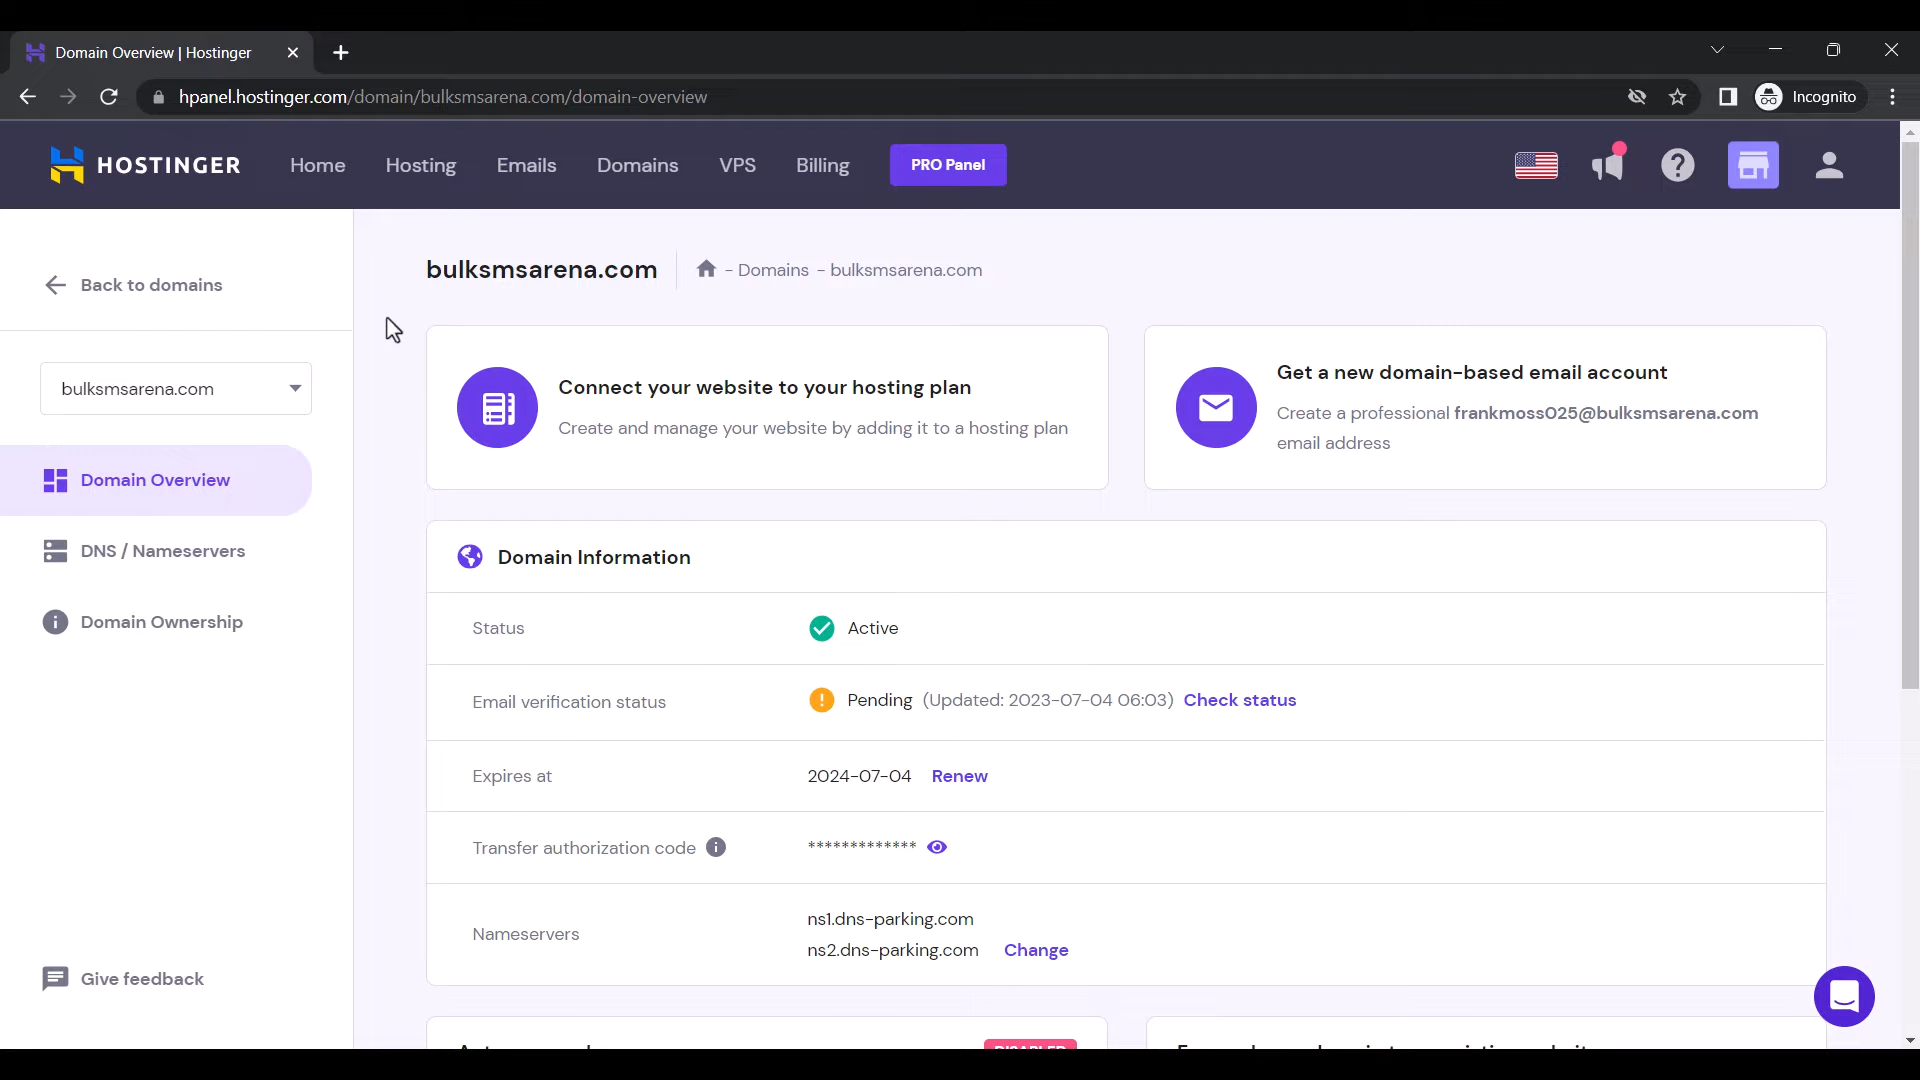 Domain Overview | Hostinger
hpanel.hostinger.com/domain/bulksmsarena.com/domain-overview
Incognito
HOSTINGER
Home
Hosting
Emails
Domains
VPS
Billing
PRO Panel
Back to domains
bulksmsarena.com
Domain Overview
DNS / Nameservers
Domain Ownership
Give feedback
bulksmsarena.com
- Domains - bulksmsarena.com
Connect your website to your hosting plan
Create and manage your website by adding it to a hosting plan
Get a new domain-based email account
Create a professional frankmoss025@bulksmsarena.com
email address
Domain Information
Status
Active
Email verification status
Pending (Updated: 2023-07-04 06:03) Check status
Expires at
2024-07-04 Renew
Transfer authorization code
*************
Nameservers
ns1.dns-parking.com
ns2.dns-parking.com Change
DISABLED